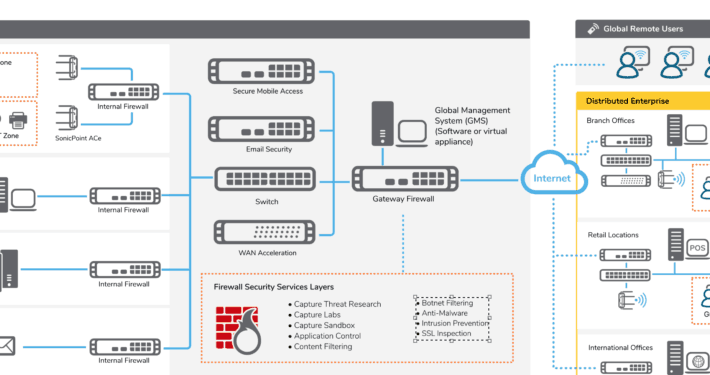 one
Zone
SonicPoint ACe
Internal Firewall
Internal Firewall
Internal Firewall
Internal Firewall
Secure Mobile Access
Email Security
Switch
WAN Acceleration
Global Management
System (GMS)
(Software or virtual
appliance)
Gateway Firewall
Firewall Security Services Layers
• Capture Threat Research
• Capture Labs
• Capture Sandbox
• Application Control
• Content Filtering
• Botnet Filtering
• Anti-Malware
• Intrusion Prevention
• SSL Inspection
Internet
Global Remote Users
Distributed Enterprise
Branch Offices
Retail Locations
POS
G
International Offices